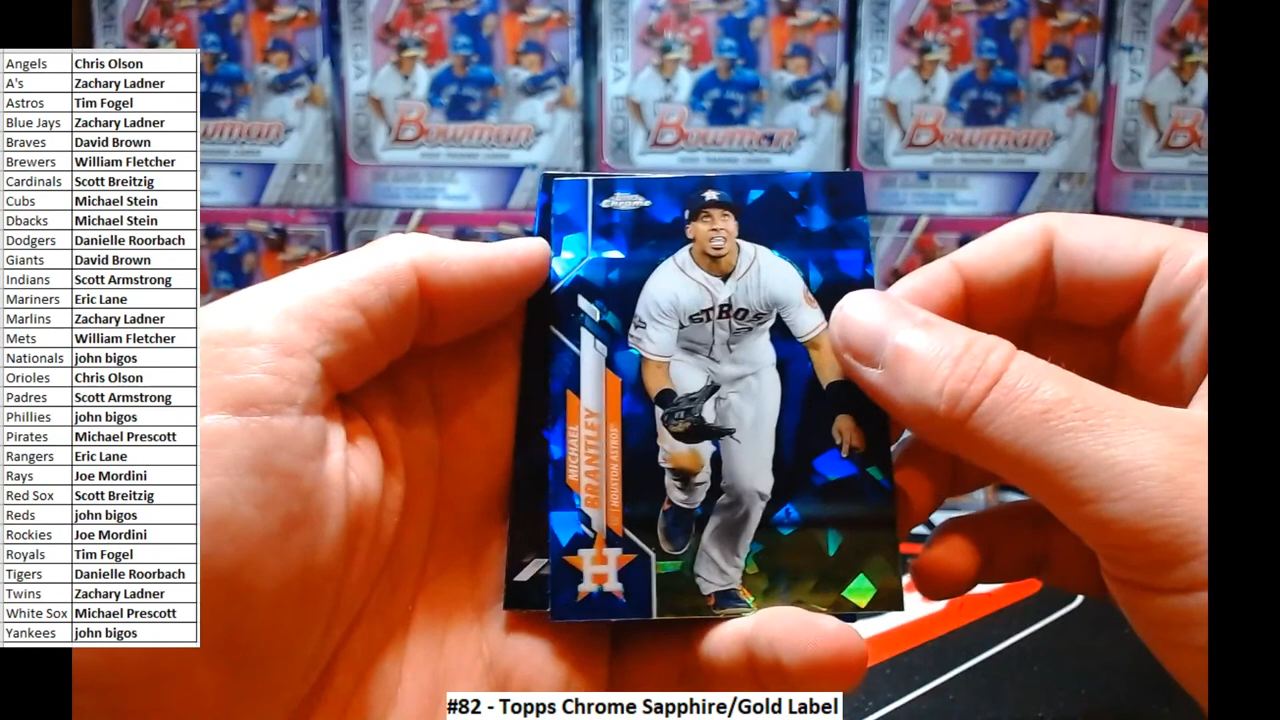 Angels Chris Olson
A's Zachary Ladner
Astros Tim Fogel
Blue Jays Zachary Ladner
Braves David Brown
Brewers William Fletcher
Cardinals Scott Breitzig
Cubs Michael Stein
Dbacks Michael Stein
Dodgers Danielle Roorbach
Giants David Brown
Indians Scott Armstrong
Mariners Eric Lane
Marlins Zachary Ladner
Mets William Fletcher
Nationals john bigos
Orioles Chris Olson
Padres Scott Armstrong
Phillies john bigos
Pirates Michael Prescott
Rangers Eric Lane
Rays Joe Mordini
Red Sox Scott Breitzig
Reds john bigos
Rockies Joe Mordini
Royals Tim Fogel
Tigers Danielle Roorbach
Twins Zachary Ladner
White Sox Michael Prescott
Yankees john bigos
MEGA BOX
Bowman
MEGA BOX
Bowman
MEGA BOX
Bowman
Topps
Chrome
ASTROS
MICHAEL
BRANTLEY
HOUSTON ASTROS
H
#82 - Topps Chrome Sapphire/Gold Label